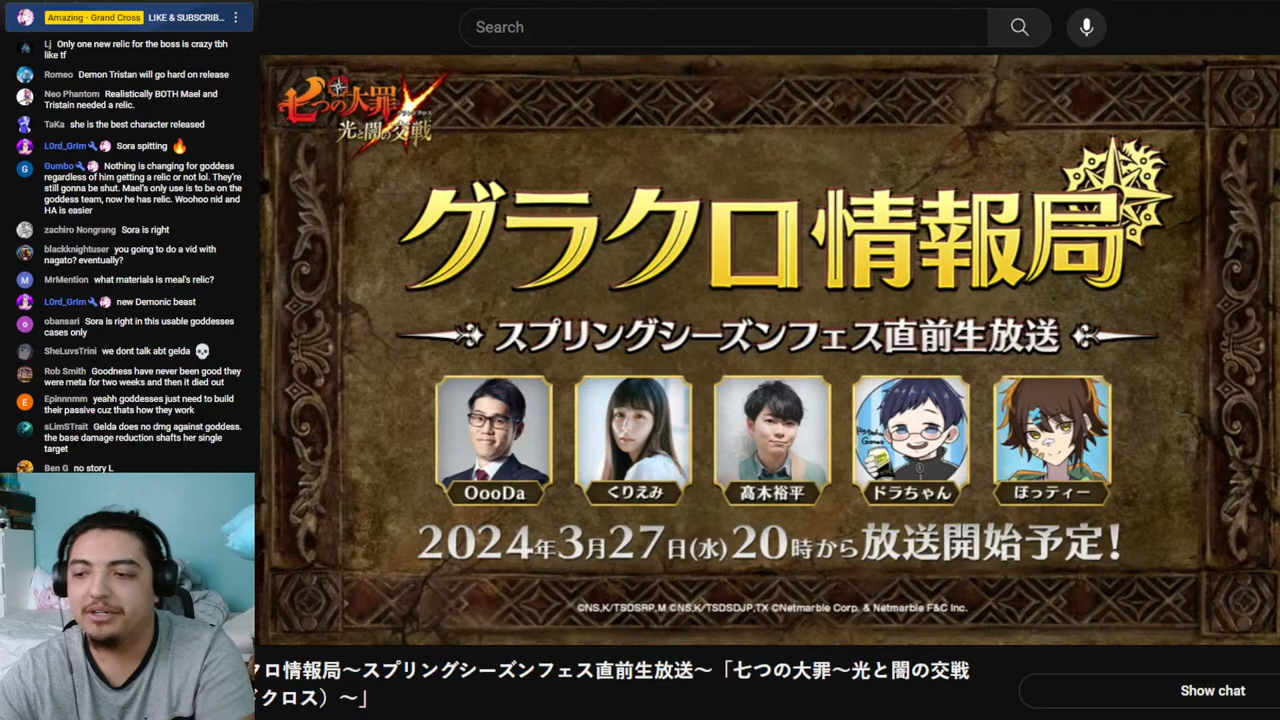 Amazing - Grand Cross LIKE & SUBSCRIB...
Lj Only one new relic for the boss is crazy tbh
like tf
Romeo Demon Tristan will go hard on release
Neo Phantom Realistically BOTH Mael and
Tristain needed a relic.
TaKa she is the best character released
L0rd_GrIm Sora spitting 🔥
Gumbo Nothing is changing for goddess
regardless of him getting a relic or not lol. They're
still gonna be shut. Mael's only use is to be on the
goddess team, now he has relic. Woohoo nid and
HA is easier
zachiro Nongrang Sora is right
blackknightuser you going to do a vid with
nagato? eventually?
MrMention what materials is meal's relic?
L0rd_GrIm new Demonic beast
obansari Sora is right in this usable goddesses
cases only
SheLuvsTrini we dont talk abt gelda 💀
Rob Smith Goodness have never been good they
were meta for two weeks and then it died out
Epinnnmm yeahh goddesses just need to build
their passive cuz thats how they work
sLimSTrait Gelda does no dmg against goddess.
the base damage reduction shafts her single
target
Ben G no story L
Search
七つの大罪
光と闇の交戦
グラクロ情報局
スプリングシーズンフェス直前生放送
OooDa
くりえみ
髙木裕平
ドラちゃん
ぼっティー
2024年3月27日(水)20時から放送開始予定!
©NS,K/TSDSRP,M ©NS,K/TSDSDJP,TX ©Netmarble Corp. & Netmarble F&C Inc.
クロ情報局~スプリングシーズンフェス直前生放送~「七つの大罪~光と闇の交戦
ドクロス)~」
Show chat